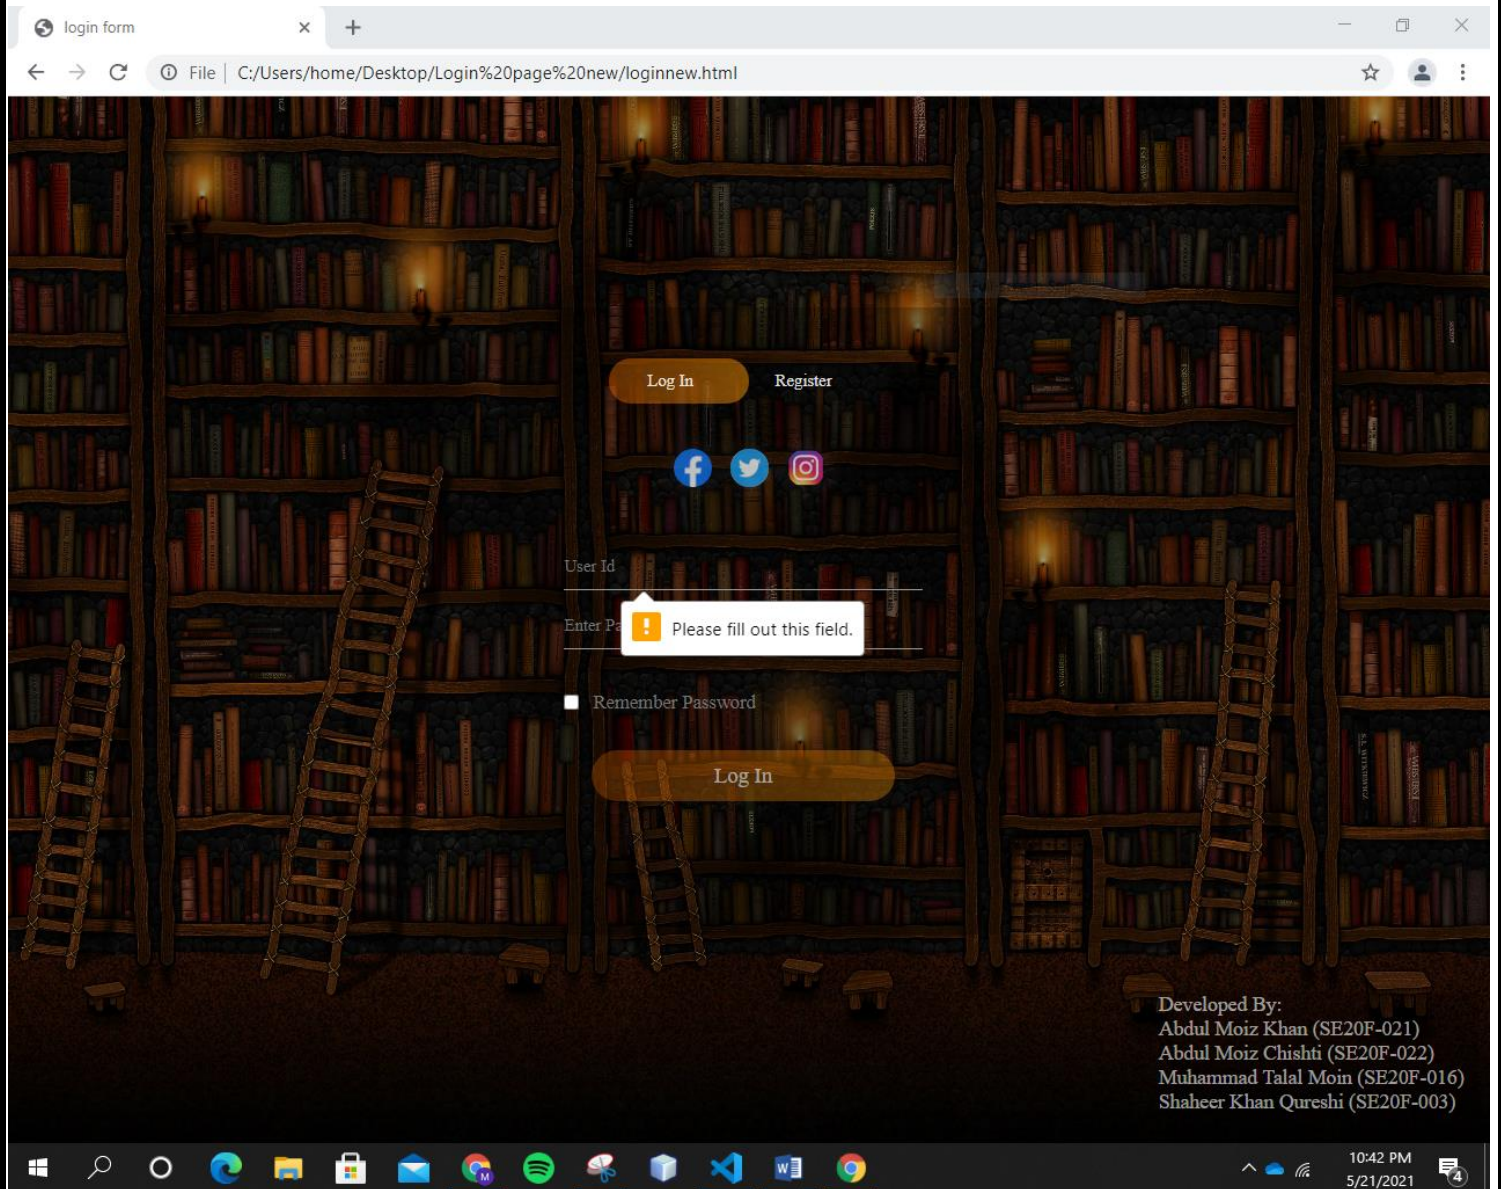 login form
File
C:/Users/home/Desktop/Login%20page%20new/loginnew.html
Log In
Register
User Id
Please fill out this field.
Enter Pa
Remember Password
Log In
Developed By:
Abdul Moiz Khan (SE20F-021)
Abdul Moiz Chishti (SE20F-022)
Muhammad Talal Moin (SE20F-016)
Shaheer Khan Qureshi (SE20F-003)
M
W
10:42 PM
5/21/2021
4